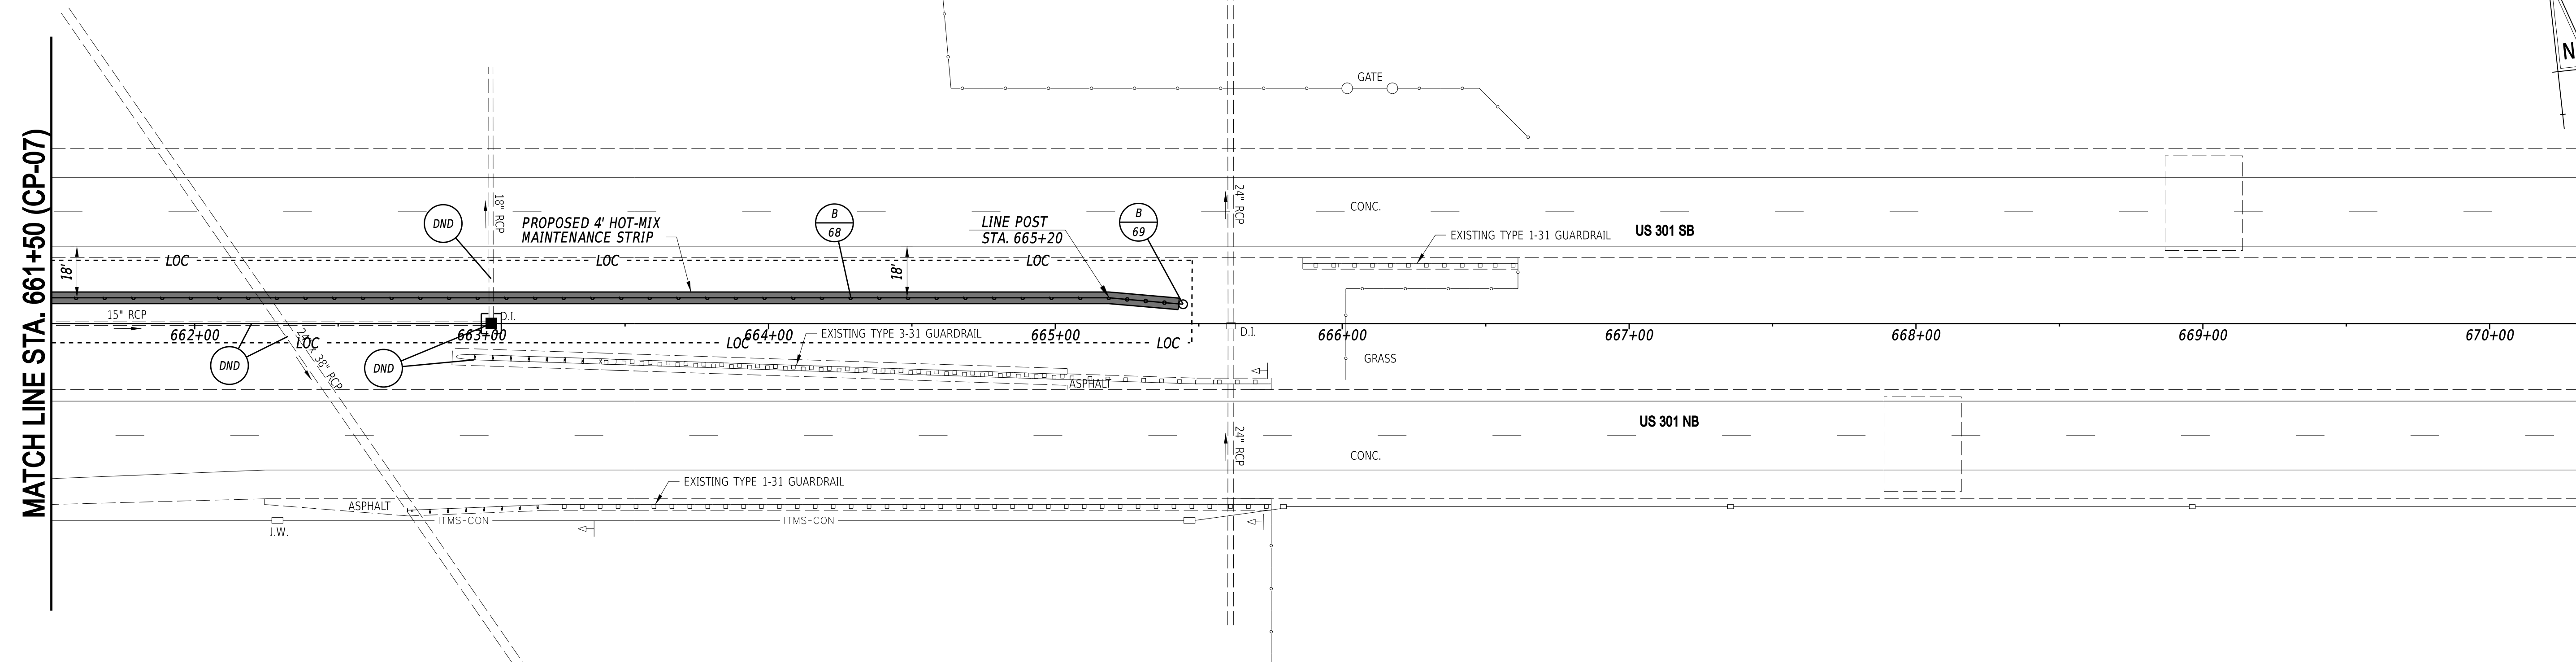 MATCH LINE STA. 661+50 (CP-07)
N
GATE
18" RCP
24" RCP
DND
PROPOSED 4' HOT-MIX
MAINTENANCE STRIP
B
68
LINE POST
STA. 665+20
B
69
CONC.
EXISTING TYPE 1-31 GUARDRAIL
US 301 SB
LOC
LOC
LOC
18'
18'
15" RCP
D.I.
D.I.
662+00
663+00
664+00
665+00
666+00
667+00
668+00
669+00
670+00
LOC
LOC
LOC
EXISTING TYPE 3-31 GUARDRAIL
DND
DND
24" X 38" RCP
GRASS
ASPHALT
US 301 NB
24" RCP
CONC.
EXISTING TYPE 1-31 GUARDRAIL
ASPHALT
ITMS-CON
ITMS-CON
J.W.